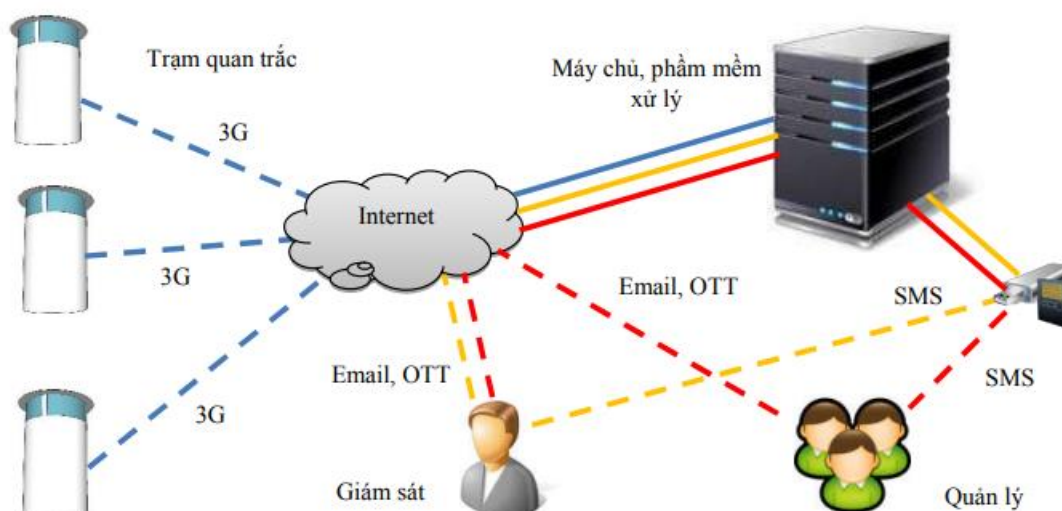 Trạm quan trắc
Máy chủ, phầm mềm
xử lý
3G
Internet
3G
Email, OTT
SMS
Email, OTT
SMS
3G
Giám sát
Quản lý